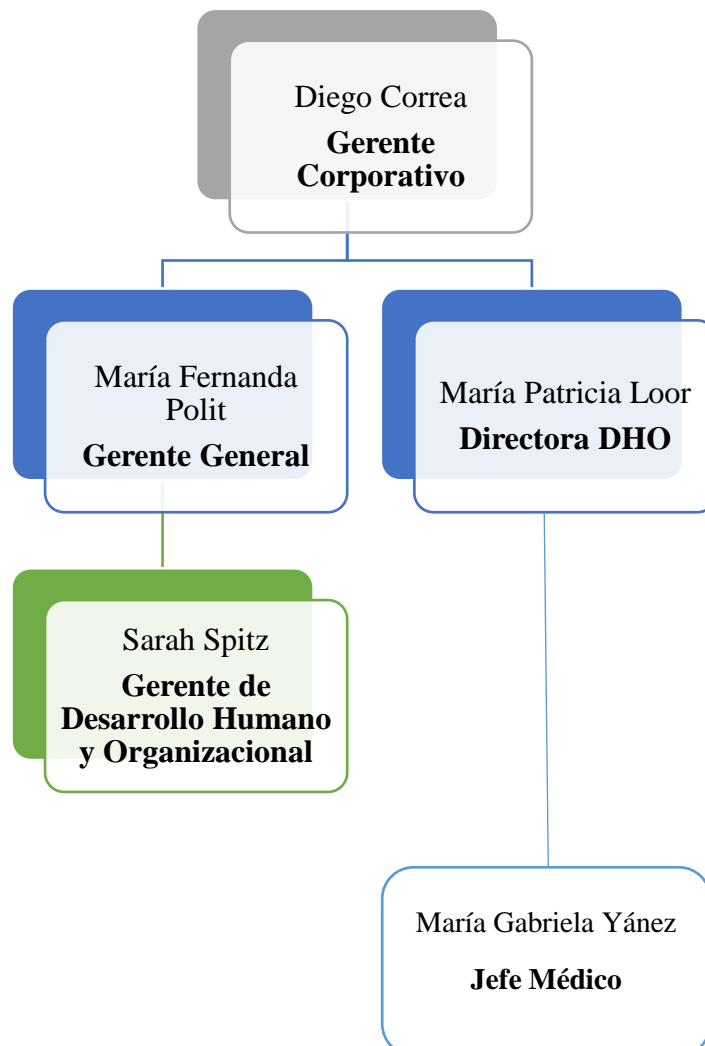 Diego Correa
Gerente
Corporativo
María Fernanda
Polit
Gerente General
María Patricia Loor
Directora DHO
Sarah Spitz
Gerente de
Desarrollo Humano
y Organizacional
María Gabriela Yánez
Jefe Médico